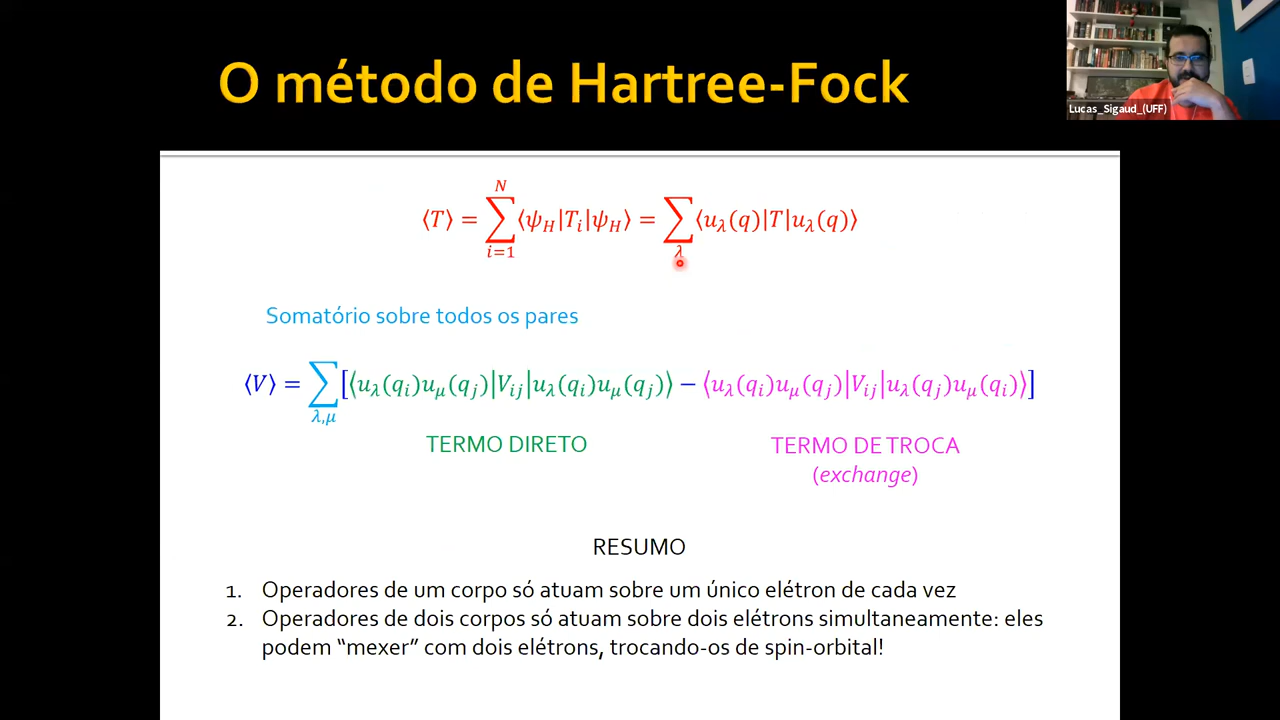 O método de Hartree-Fock
Lucas_Sigaud_(UFF)
⟨T⟩ = ∑_{i=1}^{N} ⟨ψ_H|T_i|ψ_H⟩ = ∑_λ ⟨u_λ(q)|T|u_λ(q)⟩
Somatório sobre todos os pares
⟨V⟩ = ∑_{λ,μ} [⟨u_λ(q_i)u_μ(q_j)|V_{ij}|u_λ(q_i)u_μ(q_j)⟩ − ⟨u_λ(q_i)u_μ(q_j)|V_{ij}|u_λ(q_j)u_μ(q_i)⟩]
TERMO DIRETO
TERMO DE TROCA
(exchange)
RESUMO
1. Operadores de um corpo só atuam sobre um único elétron de cada vez
2. Operadores de dois corpos só atuam sobre dois elétrons simultaneamente: eles
podem “mexer” com dois elétrons, trocando-os de spin-orbital!